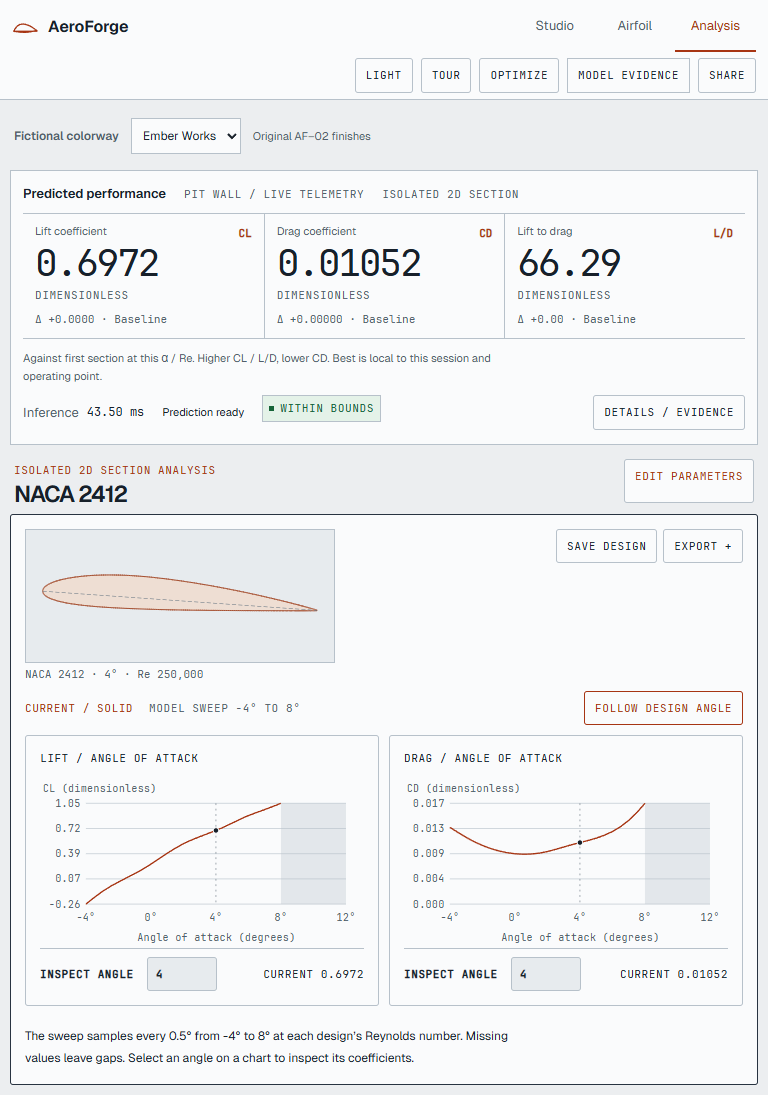 AeroForge
Studio
Airfoil
Analysis
LIGHT
TOUR
OPTIMIZE
MODEL EVIDENCE
SHARE
Fictional colorway
Ember Works
Original AF–02 finishes
Predicted performance PIT WALL / LIVE TELEMETRY ISOLATED 2D SECTION
Lift coefficient CL
0.6972
DIMENSIONLESS
Δ +0.0000 · Baseline
Drag coefficient CD
0.01052
DIMENSIONLESS
Δ +0.00000 · Baseline
Lift to drag L/D
66.29
DIMENSIONLESS
Δ +0.00 · Baseline
Against first section at this α / Re. Higher CL / L/D, lower CD. Best is local to this session and
operating point.
Inference 43.50 ms Prediction ready WITHIN BOUNDS
DETAILS / EVIDENCE
ISOLATED 2D SECTION ANALYSIS
NACA 2412
EDIT PARAMETERS
SAVE DESIGN
EXPORT +
NACA 2412 · 4° · Re 250,000
CURRENT / SOLID MODEL SWEEP -4° TO 8°
FOLLOW DESIGN ANGLE
LIFT / ANGLE OF ATTACK
CL (dimensionless)
1.05
0.72
0.39
0.07
-0.26
-4° 0° 4° 8° 12°
Angle of attack (degrees)
INSPECT ANGLE 4 CURRENT 0.6972
DRAG / ANGLE OF ATTACK
CD (dimensionless)
0.017
0.013
0.009
0.004
0.000
-4° 0° 4° 8° 12°
Angle of attack (degrees)
INSPECT ANGLE 4 CURRENT 0.01052
The sweep samples every 0.5° from -4° to 8° at each design's Reynolds number. Missing
values leave gaps. Select an angle on a chart to inspect its coefficients.